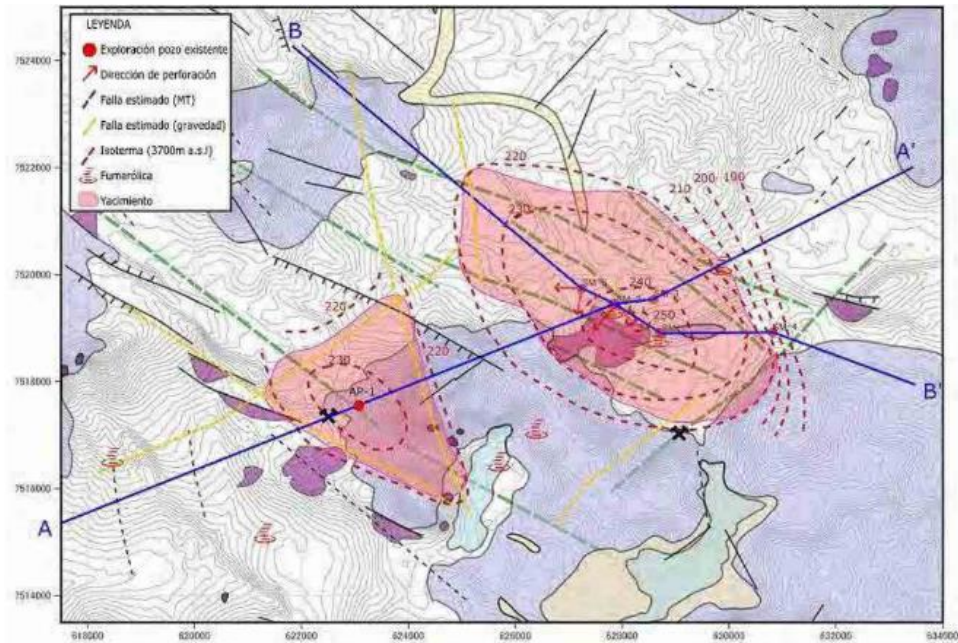 LEYENDA
Exploración pozo existente
Dirección de perforación
Falla estimado (MT)
Falla estimado (gravedad)
Isoterma (3700m a.s.l)
Fumarólica
Yacimiento
B
7524000
7522000
220
A'
210
200
190
230
7520000
240
220
250
220
7518000
230
AP-1
B'
7516000
A
7514000
618000
620000
622000
624000
626000
628000
630000
632000
634000